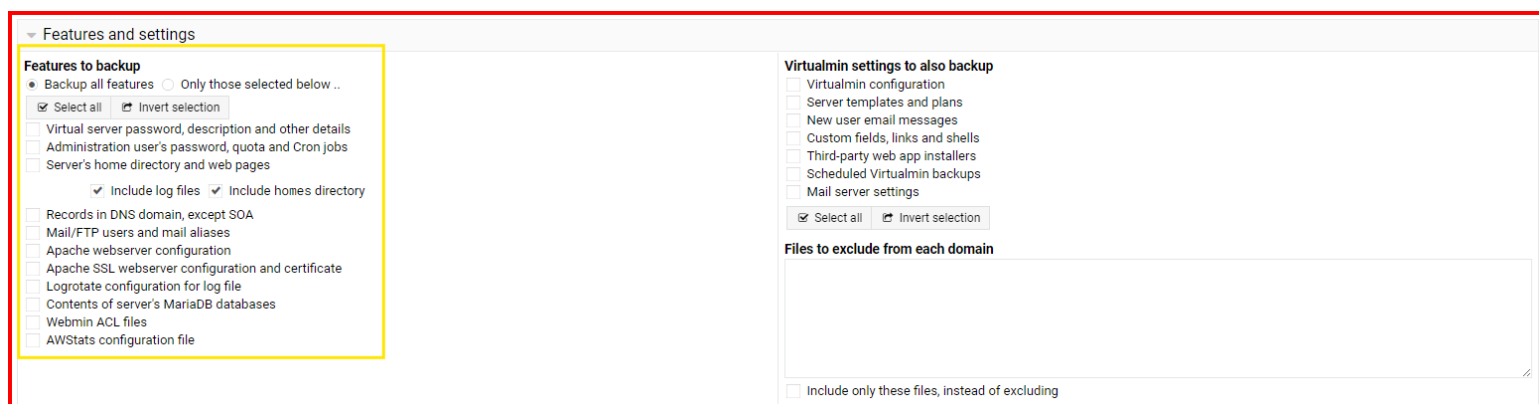 Features and settings
Features to backup
Backup all features Only those selected below ..
Select all Invert selection
Virtual server password, description and other details
Administration user's password, quota and Cron jobs
Server's home directory and web pages
Include log files Include homes directory
Records in DNS domain, except SOA
Mail/FTP users and mail aliases
Apache webserver configuration
Apache SSL webserver configuration and certificate
Logrotate configuration for log file
Contents of server's MariaDB databases
Webmin ACL files
AWStats configuration file
Virtualmin settings to also backup
Virtualmin configuration
Server templates and plans
New user email messages
Custom fields, links and shells
Third-party web app installers
Scheduled Virtualmin backups
Mail server settings
Select all Invert selection
Files to exclude from each domain
Include only these files, instead of excluding